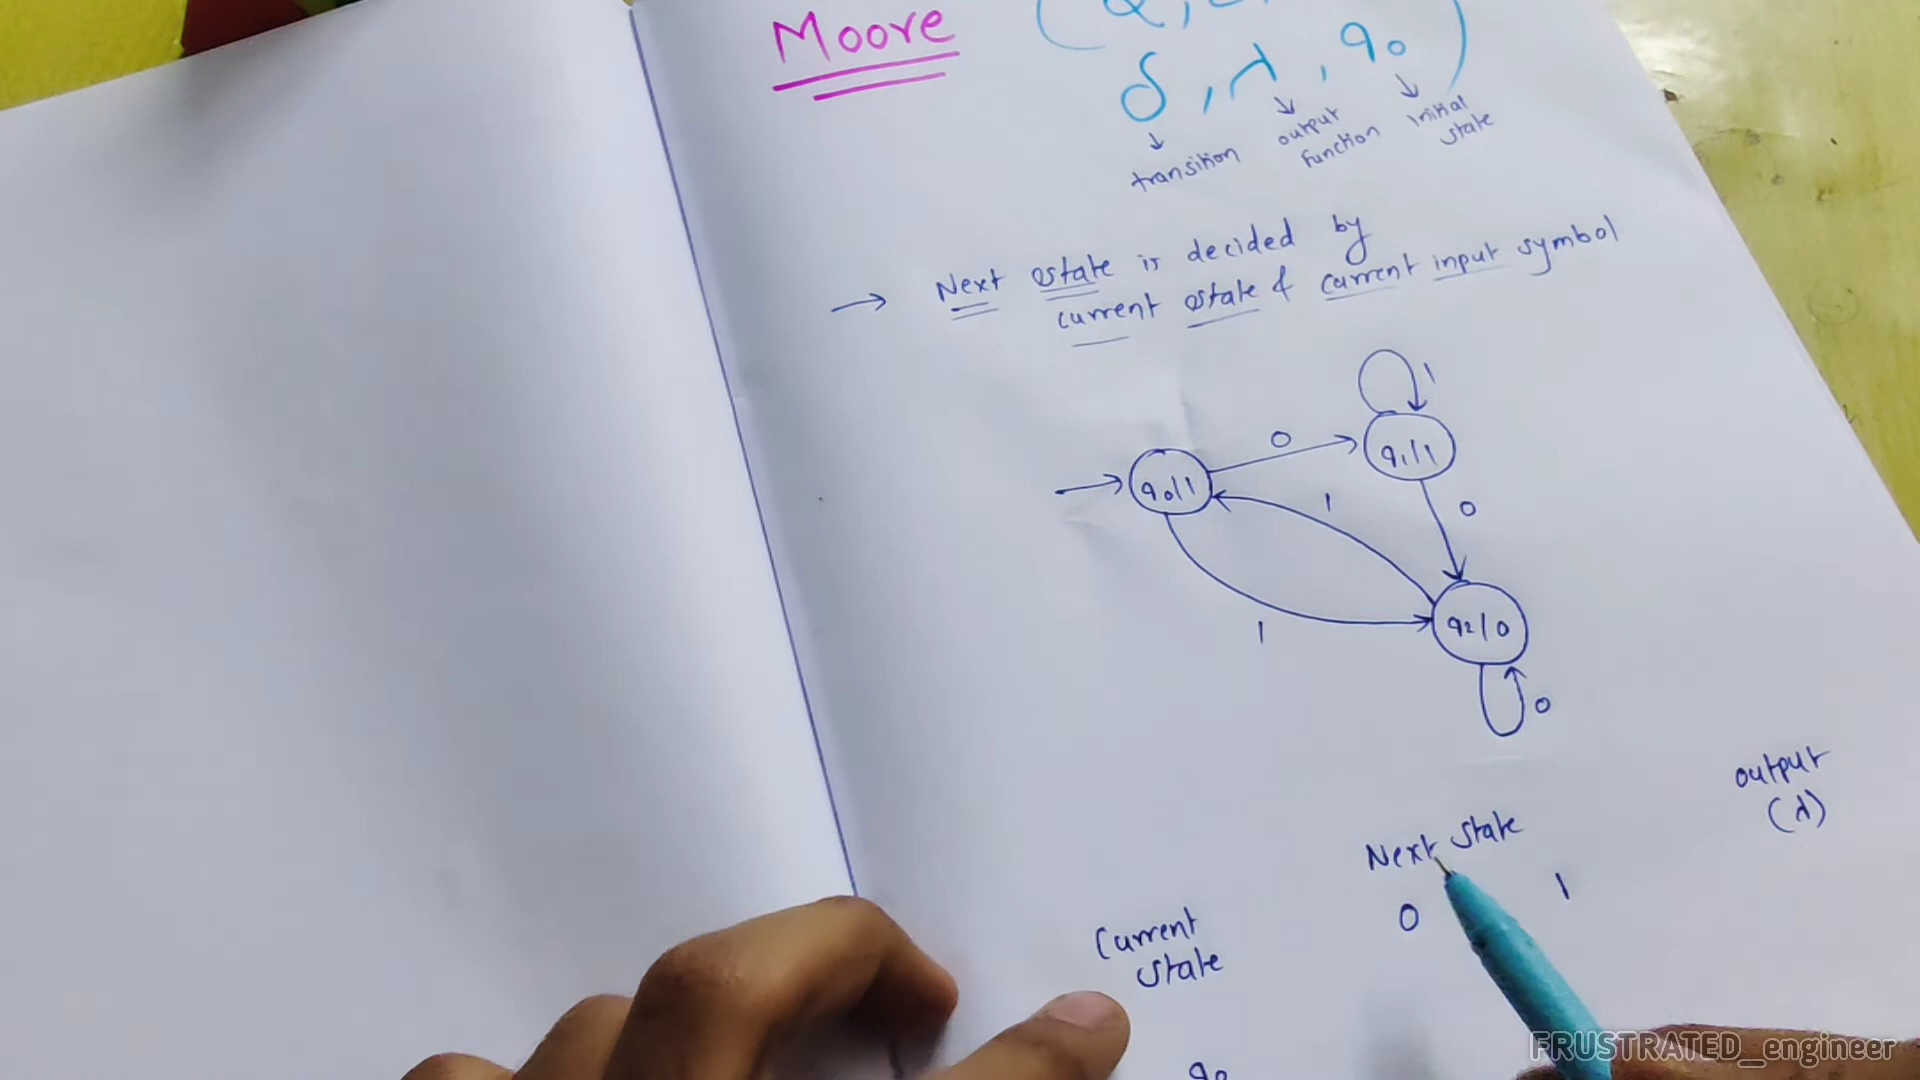 Moore
δ, λ, q0 )
transition
output function
initial state
→ Next state is decided by
current state & current input symbol
1
0
q0/1
q1/1
1
0
1
q2/0
0
output
(λ)
Next state
0 1
Current
state
q0
FRUSTRATED_engineer